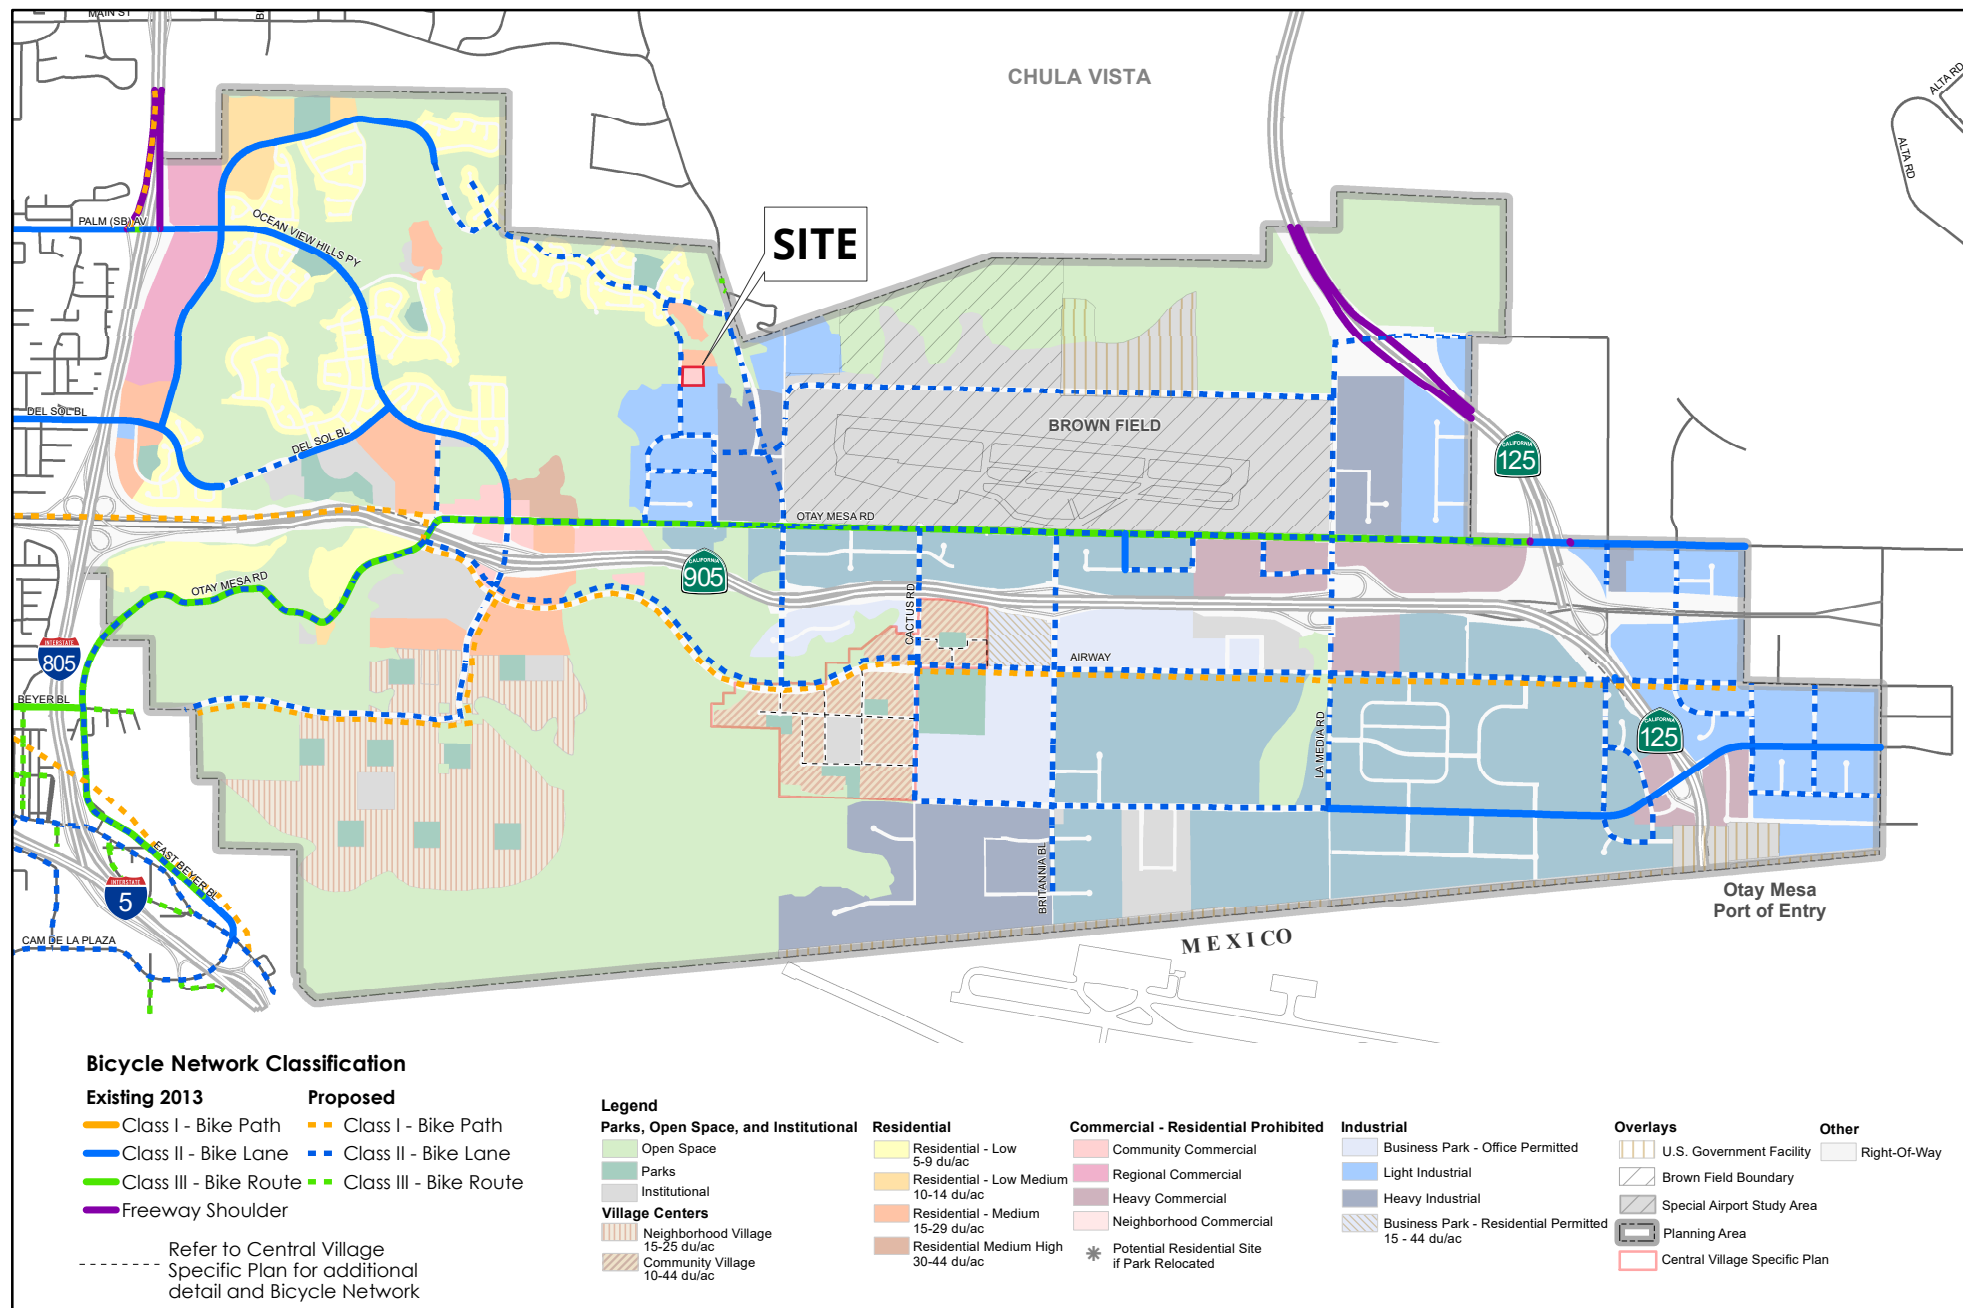 MAIN ST
CHULA VISTA
ALTA RD
ALTA RD
PALM (SB) AV
OCEAN VIEW HILLS PY
SITE
DEL SOL BL
DEL SOL BL
BROWN FIELD
CALIFORNIA
125
OTAY MESA RD
CALIFORNIA
905
OTAY MESA RD
CACTUS RD
INTERSTATE
805
AIRWAY
BEYER BL
LA MEDIA RD
CALIFORNIA
125
EAST BEYER BL
BRITANNIA BL
INTERSTATE
5
Otay Mesa
Port of Entry
CAM DE LA PLAZA
MEXICO
Bicycle Network Classification
Existing 2013
Class I - Bike Path
Class II - Bike Lane
Class III - Bike Route
Freeway Shoulder
Proposed
Class I - Bike Path
Class II - Bike Lane
Class III - Bike Route
Refer to Central Village
Specific Plan for additional
detail and Bicycle Network
Legend
Parks, Open Space, and Institutional
Open Space
Parks
Institutional
Village Centers
Neighborhood Village
15-25 du/ac
Community Village
10-44 du/ac
Residential
Residential - Low
5-9 du/ac
Residential - Low Medium
10-14 du/ac
Residential - Medium
15-29 du/ac
Residential Medium High
30-44 du/ac
Commercial - Residential Prohibited
Community Commercial
Regional Commercial
Heavy Commercial
Neighborhood Commercial
Potential Residential Site
if Park Relocated
Industrial
Business Park - Office Permitted
Light Industrial
Heavy Industrial
Business Park - Residential Permitted
15 - 44 du/ac
Overlays
U.S. Government Facility
Brown Field Boundary
Special Airport Study Area
Planning Area
Central Village Specific Plan
Other
Right-Of-Way